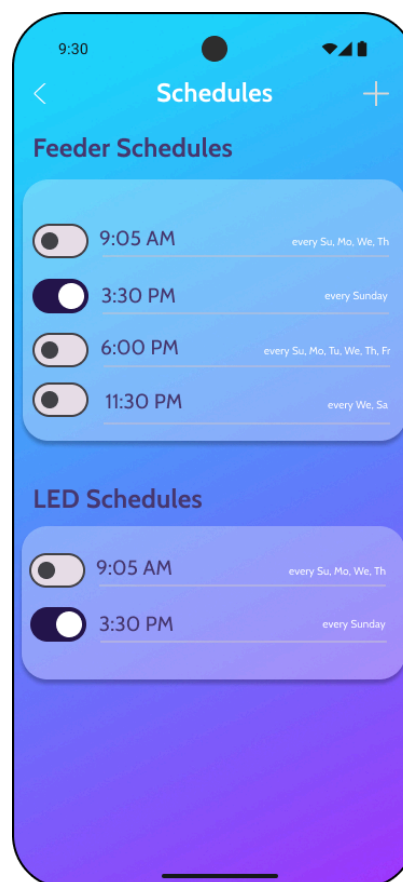 9:30
Schedules
Feeder Schedules
9:05 AM every Su, Mo, We, Th
3:30 PM every Sunday
6:00 PM every Su, Mo, Tu, We, Th, Fr
11:30 PM every We, Sa
LED Schedules
9:05 AM every Su, Mo, We, Th
3:30 PM every Sunday